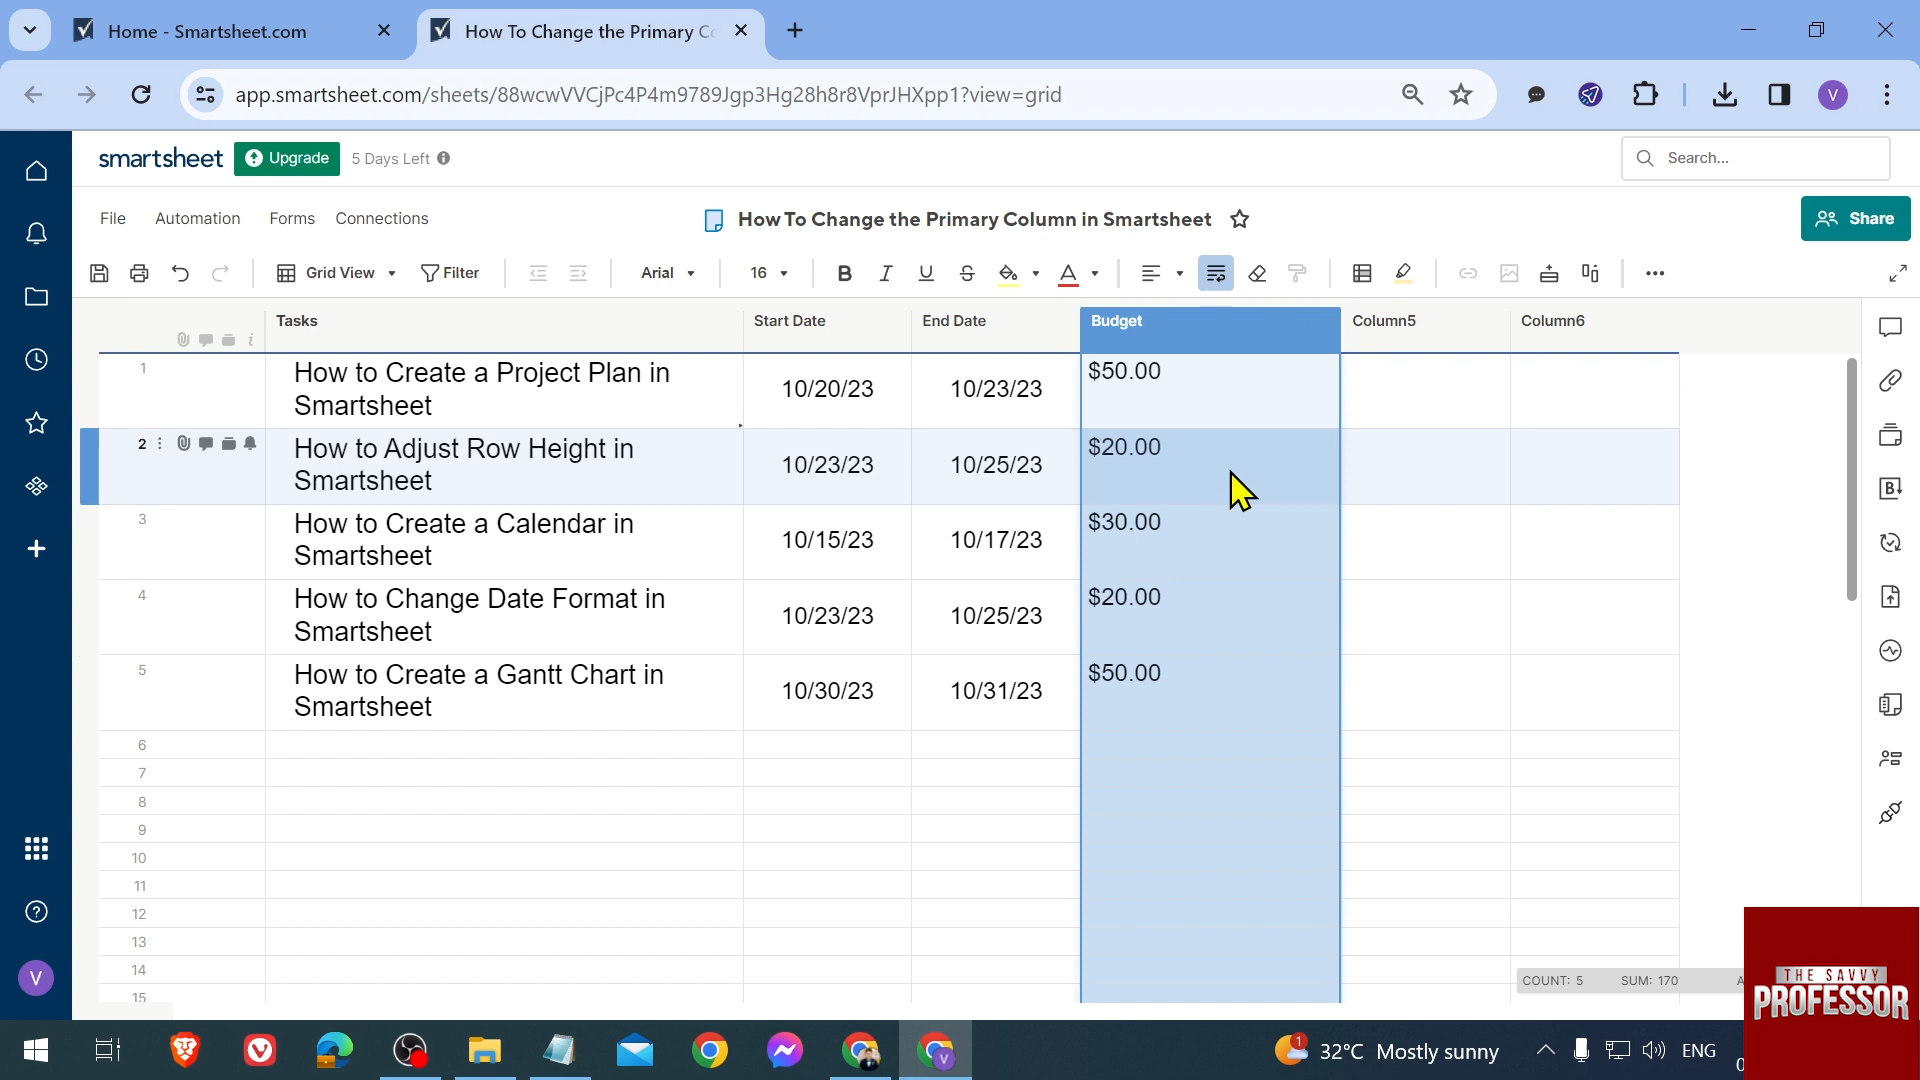 Home - Smartsheet.com
How To Change the Primary C
app.smartsheet.com/sheets/88wcwVVCjPc4P4m9789Jgp3Hg28h8r8VprJHXpp1?view=grid
V
smartsheet
Upgrade
5 Days Left
Search...
File
Automation
Forms
Connections
How To Change the Primary Column in Smartsheet
Share
Grid View
Filter
Arial
16
Tasks
Start Date
End Date
Budget
Column5
Column6
1
How to Create a Project Plan in
Smartsheet
10/20/23
10/23/23
$50.00
2
How to Adjust Row Height in
Smartsheet
10/23/23
10/25/23
$20.00
3
How to Create a Calendar in
Smartsheet
10/15/23
10/17/23
$30.00
4
How to Change Date Format in
Smartsheet
10/23/23
10/25/23
$20.00
5
How to Create a Gantt Chart in
Smartsheet
10/30/23
10/31/23
$50.00
6
7
8
9
10
11
12
13
14
15
V
COUNT: 5
SUM: 170
A
THE SAVVY
PROFESSOR
1
32°C Mostly sunny
ENG